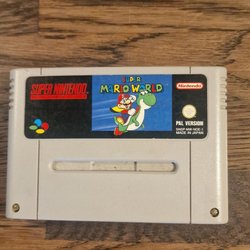 SUPER NINTENDO
SUPER
MARIO WORLD
Nintendo
PAL VERSION
MADE IN JAPAN